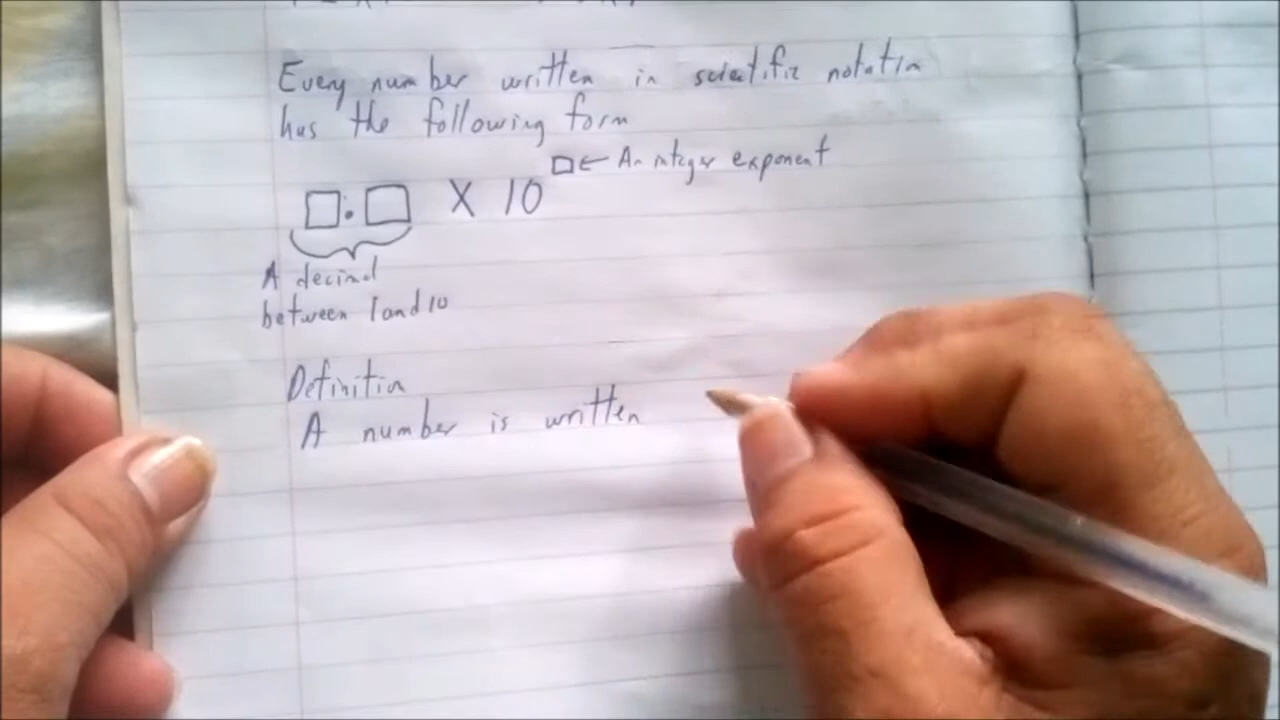 Every number written in scientific notation
has the following form
□.□ X 10 □ ← An integer exponent
A decimal
between 1 and 10
Definition
A number is written